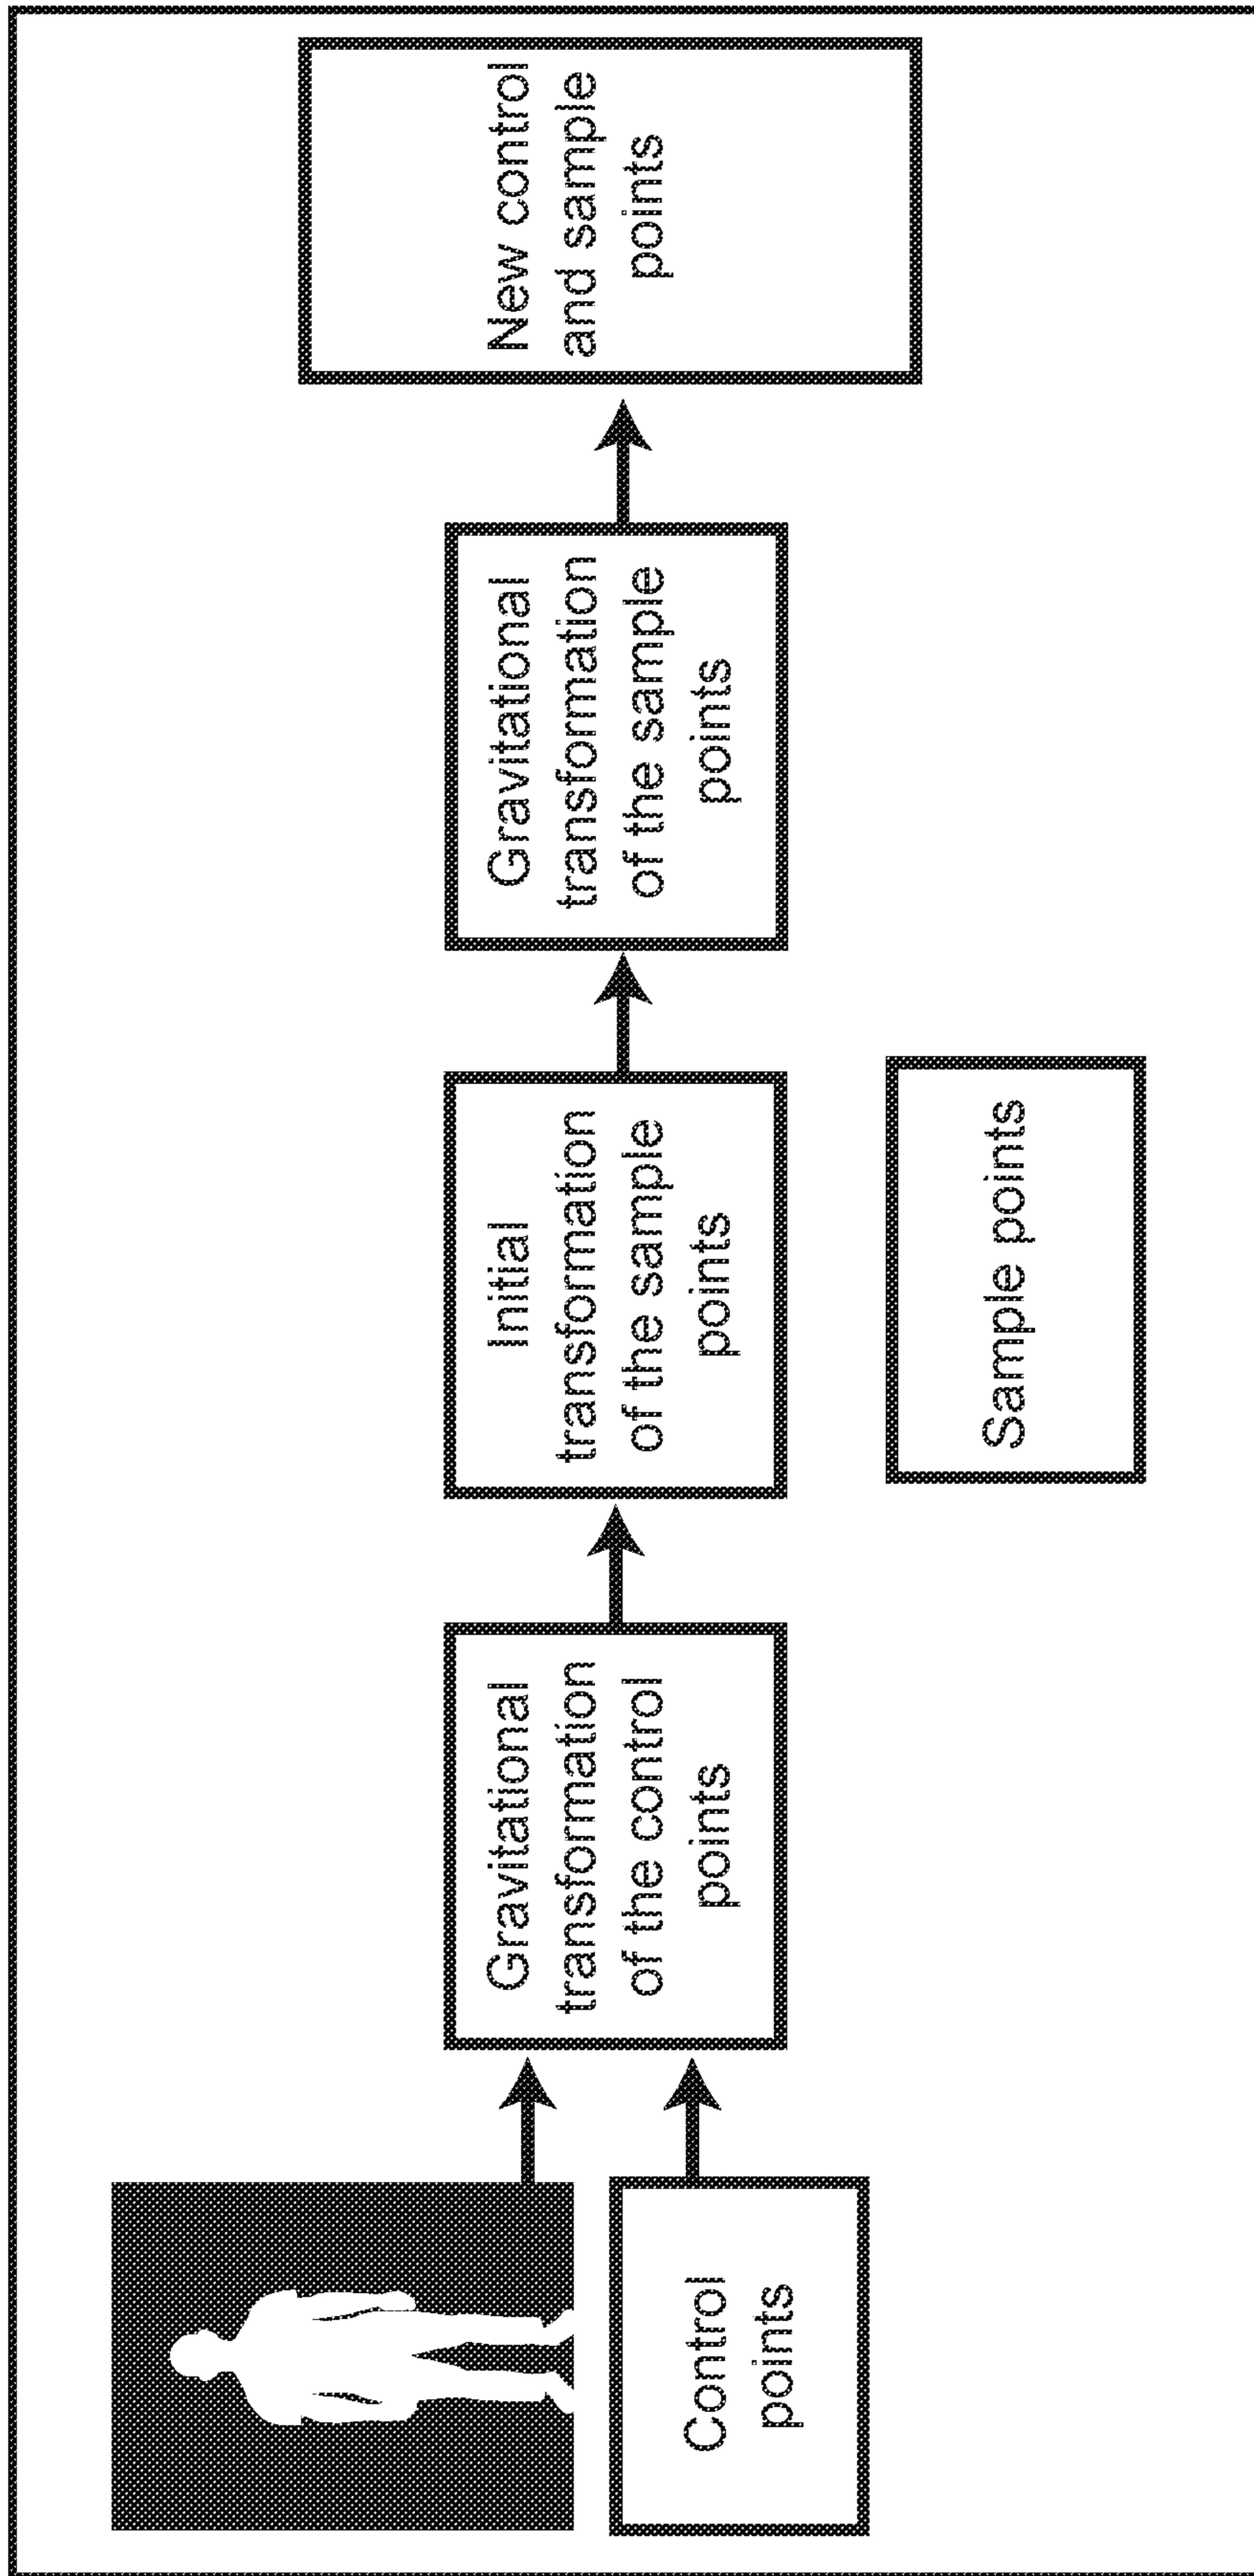 Control
points
Gravitational
transformation
of the control
points
Initial
transformation
of the sample
points
Sample points
Gravitational
transformation
of the sample
points
New control
and sample
points